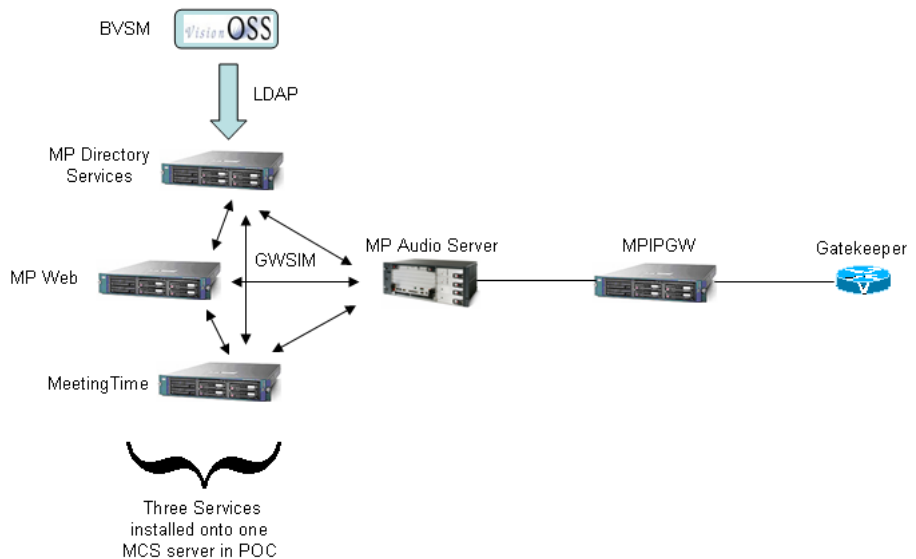 BVSM
VisionOSS
LDAP
MP Directory
Services
MP Audio Server
MPIPGW
Gatekeeper
GWSIM
MP Web
V
MeetingTime
Three Services
installed onto one
MCS server in POC